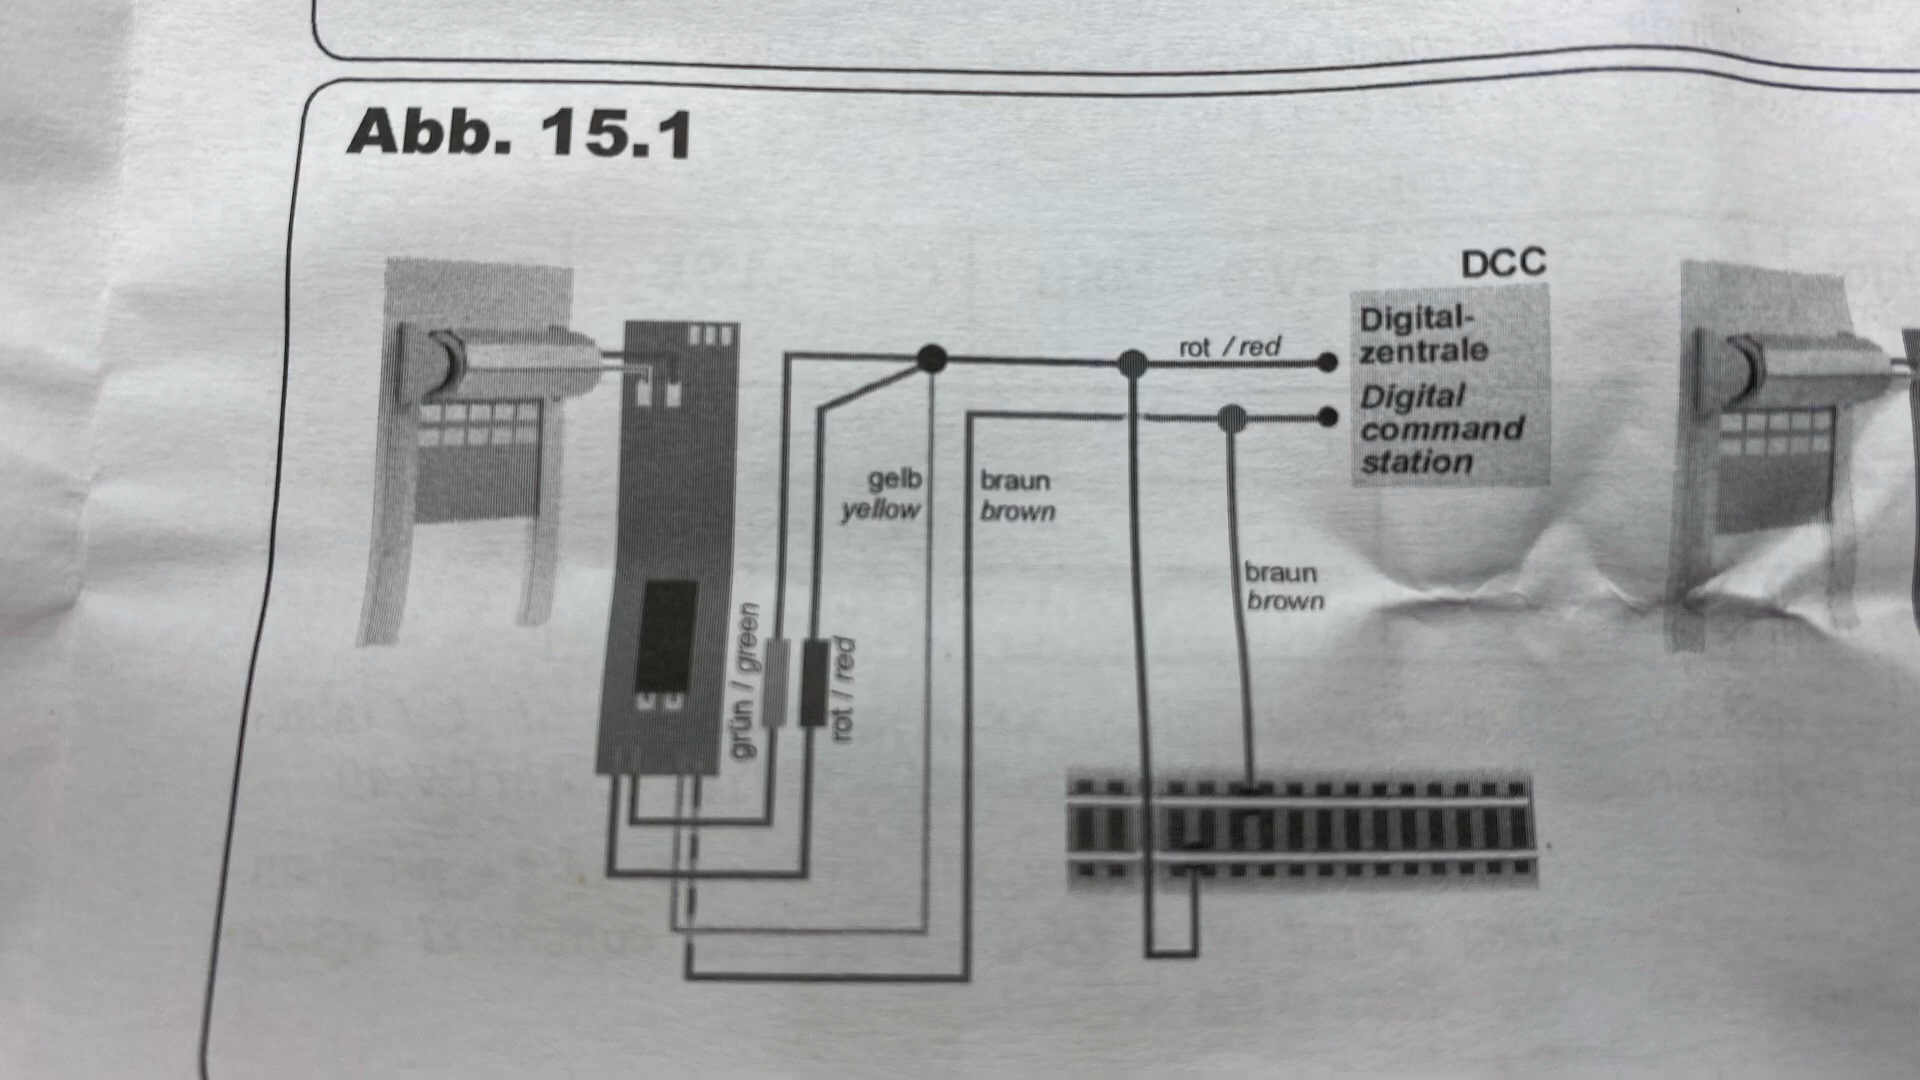 Abb. 15.1
DCC
Digital-
zentrale
Digital
command
station
rot / red
gelb
yellow
braun
brown
braun
brown
grün / green
rot / red